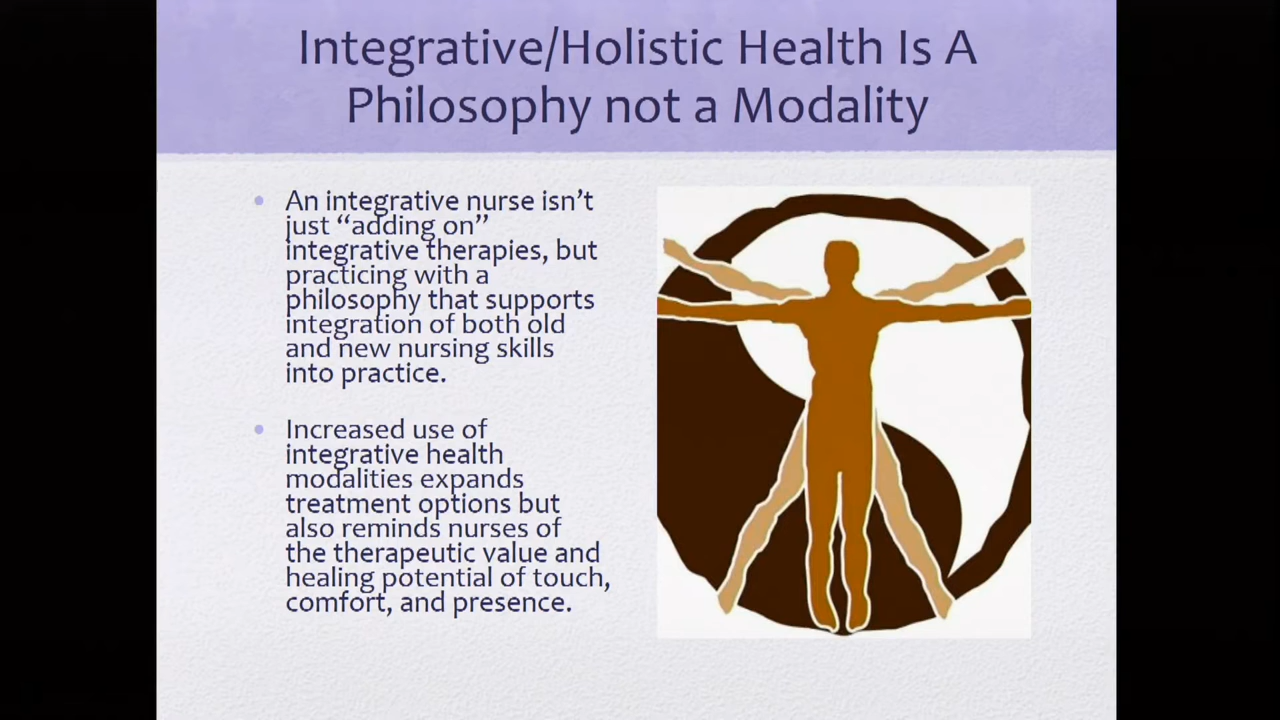 Integrative/Holistic Health Is A
Philosophy not a Modality
• An integrative nurse isn’t
just “adding on”
integrative therapies, but
practicing with a
philosophy that supports
integration of both old
and new nursing skills
into practice.
• Increased use of
integrative health
modalities expands
treatment options but
also reminds nurses of
the therapeutic value and
healing potential of touch,
comfort, and presence.